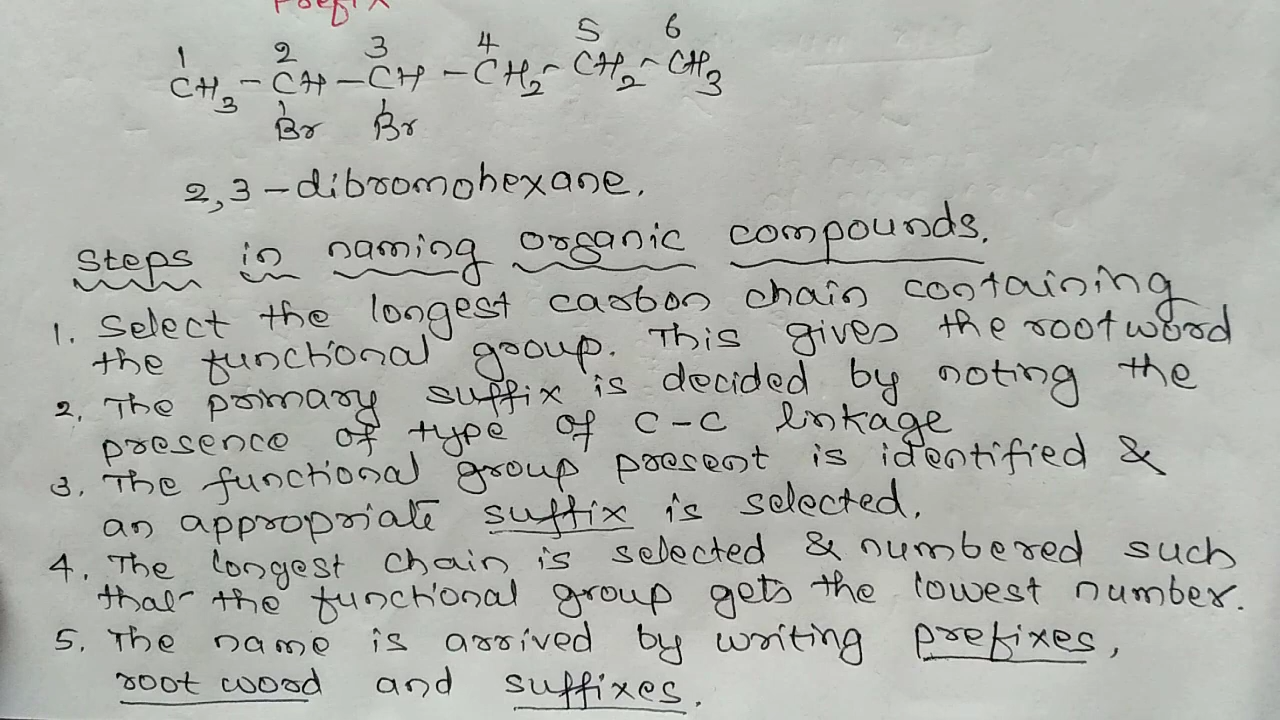 Prefix
1 2 3 4 5 6
CH3 - CH - CH - CH2 - CH2 - CH3
Br Br
2,3-dibromohexane.
Steps in naming organic compounds.
1. Select the longest carbon chain containing
the functional group. This gives the root word
2. The primary suffix is decided by noting the
presence of type of C-C linkage
3. The functional group present is identified &
an appropriate suffix is selected.
4. The longest chain is selected & numbered such
that the functional group gets the lowest number.
5. The name is arrived by writing prefixes,
root word and suffixes.